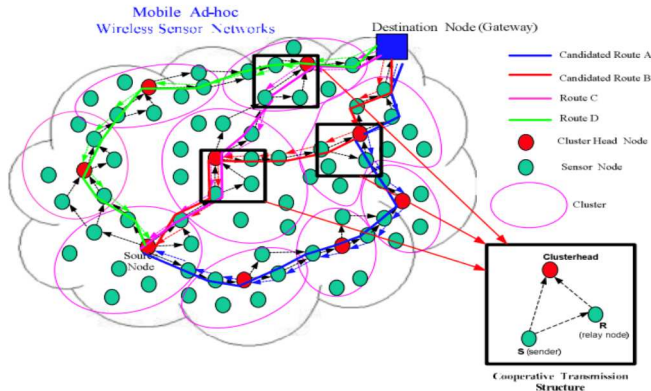 Mobile Ad-hoc
Wireless Sensor Networks
Destination Node (Gateway)
Candidated Route A
Candidated Route B
Route C
Route D
Cluster Head Node
Sensor Node
Cluster
Source
Node
Clusterhead
R
(relay node)
S (sender)
Cooperative Transmission
Structure